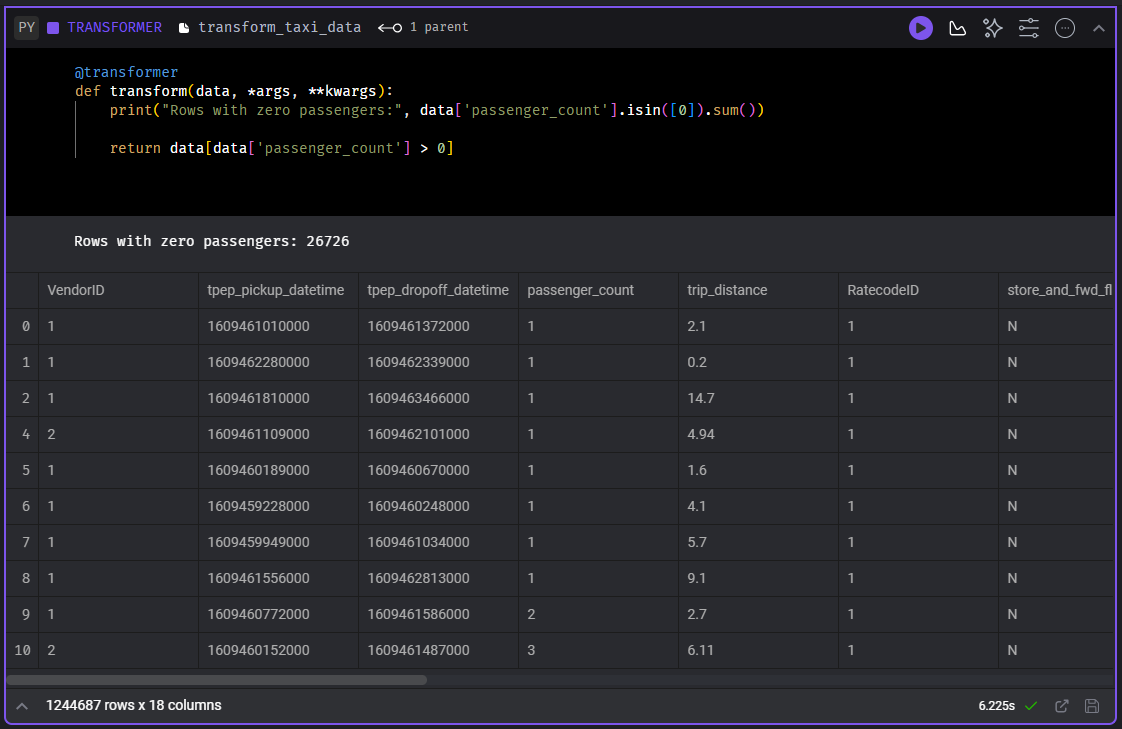 PY TRANSFORMER transform_taxi_data 1 parent
@transformer
def transform(data, *args, **kwargs):
print("Rows with zero passengers:", data['passenger_count'].isin([0]).sum())
return data[data['passenger_count'] > 0]
Rows with zero passengers: 26726
VendorID tpep_pickup_datetime tpep_dropoff_datetime passenger_count trip_distance RatecodeID store_and_fwd_fl
0 1 1609461010000 1609461372000 1 2.1 1 N
1 1 1609462280000 1609462339000 1 0.2 1 N
2 1 1609461810000 1609463466000 1 14.7 1 N
4 2 1609461109000 1609462101000 1 4.94 1 N
5 1 1609460189000 1609460670000 1 1.6 1 N
6 1 1609459228000 1609460248000 1 4.1 1 N
7 1 1609459949000 1609461034000 1 5.7 1 N
8 1 1609461556000 1609462813000 1 9.1 1 N
9 1 1609460772000 1609461586000 2 2.7 1 N
10 2 1609460152000 1609461487000 3 6.11 1 N
1244687 rows x 18 columns 6.225s